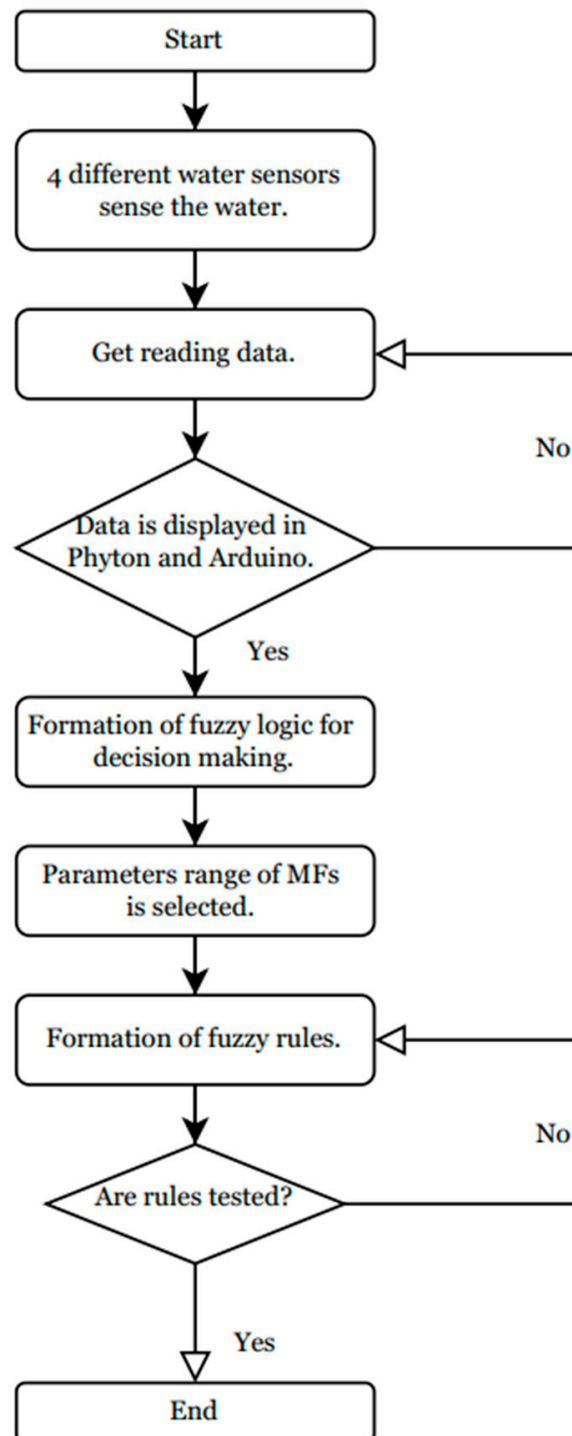 Start
4 different water sensors
sense the water.
Get reading data.
No
Data is displayed in
Phyton and Arduino.
Yes
Formation of fuzzy logic for
decision making.
Parameters range of MFs
is selected.
Formation of fuzzy rules.
No
Are rules tested?
Yes
End